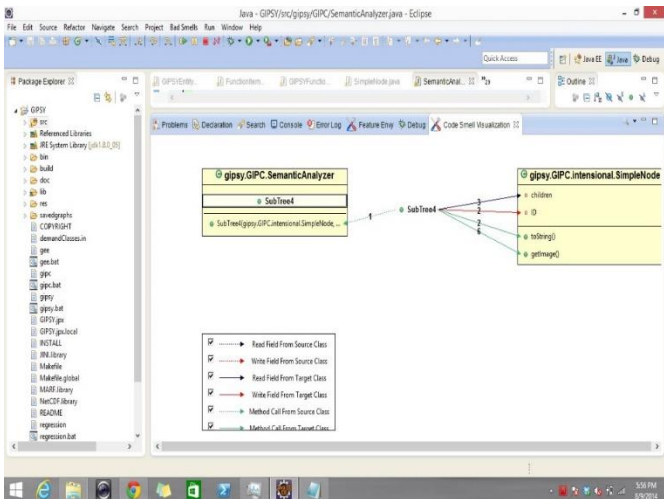 Java - GIPSY/src/gipsy/GIPC/SemanticAnalyzer.java - Eclipse
File Edit Source Refactor Navigate Search Project Bad Smells Run Window Help
Quick Access
Java EE Java Debug
Package Explorer
GIPSY
src
Referenced Libraries
JRE System Library [jdk1.8.0_05]
bin
build
doc
lib
res
savedgraphs
COPYRIGHT
demandClasses.in
gee
gee.bat
gipc
gipc.bat
gipsy
gipsy.bat
GIPSY.jpx
GIPSY.jpx.local
INSTALL
JINI.library
Makefile
Makefile.global
MARF.library
NetCDF.library
README
regression
regression.bat
GIPSYEntity...
FunctionItem...
GIPSYFunctio...
SimpleNode.java
SemanticAnal...
Outline
Problems Declaration Search Console Error Log Feature Envy Debug Code Smell Visualization
gipsy.GIPC.SemanticAnalyzer
SubTree4
SubTree4(gipsy.GIPC.intensional.SimpleNode, ...
1
SubTree4
3
2
2
6
gipsy.GIPC.intensional.SimpleNode
children
ID
toString()
getImage()
Read Field From Source Class
Write Field From Source Class
Read Field From Target Class
Write Field From Target Class
Method Call From Source Class
Method Call From Target Class
5:56 PM